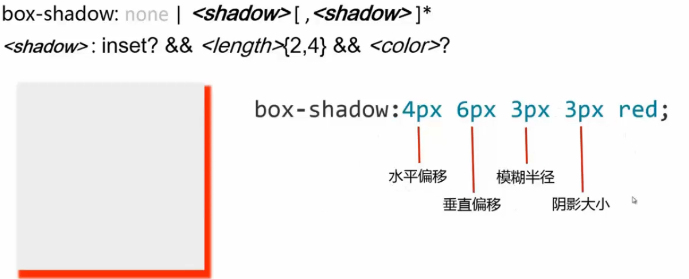 box-shadow: none | <shadow>[ ,<shadow> ]*
<shadow> : inset? && <length>{2,4} && <color>?
box-shadow:4px 6px 3px 3px red;
水平偏移
模糊半径
垂直偏移
阴影大小